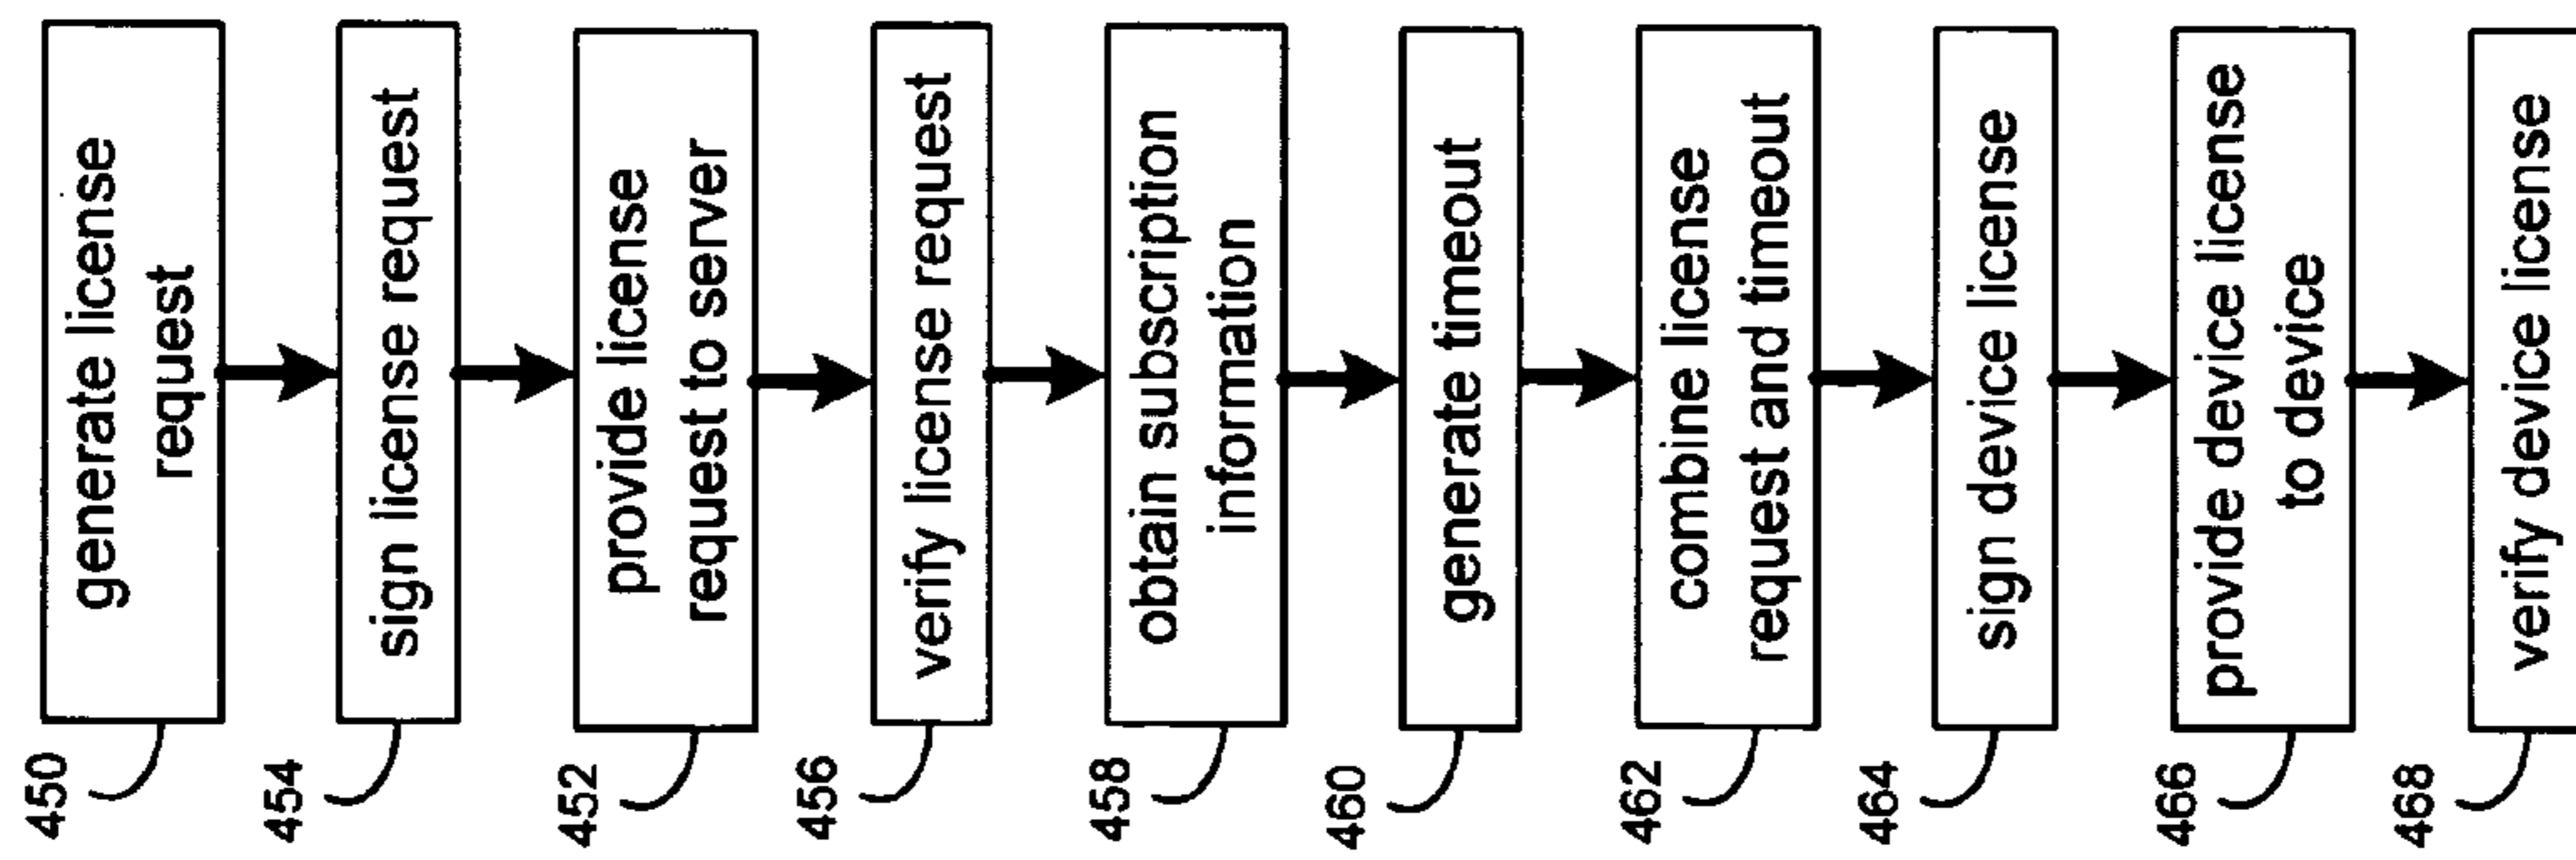 450
generate license
request
454
sign license request
452
provide license
request to server
456
verify license request
458
obtain subscription
information
460
generate timeout
462
combine license
request and timeout
464
sign device license
466
provide device license
to device
468
verify device license